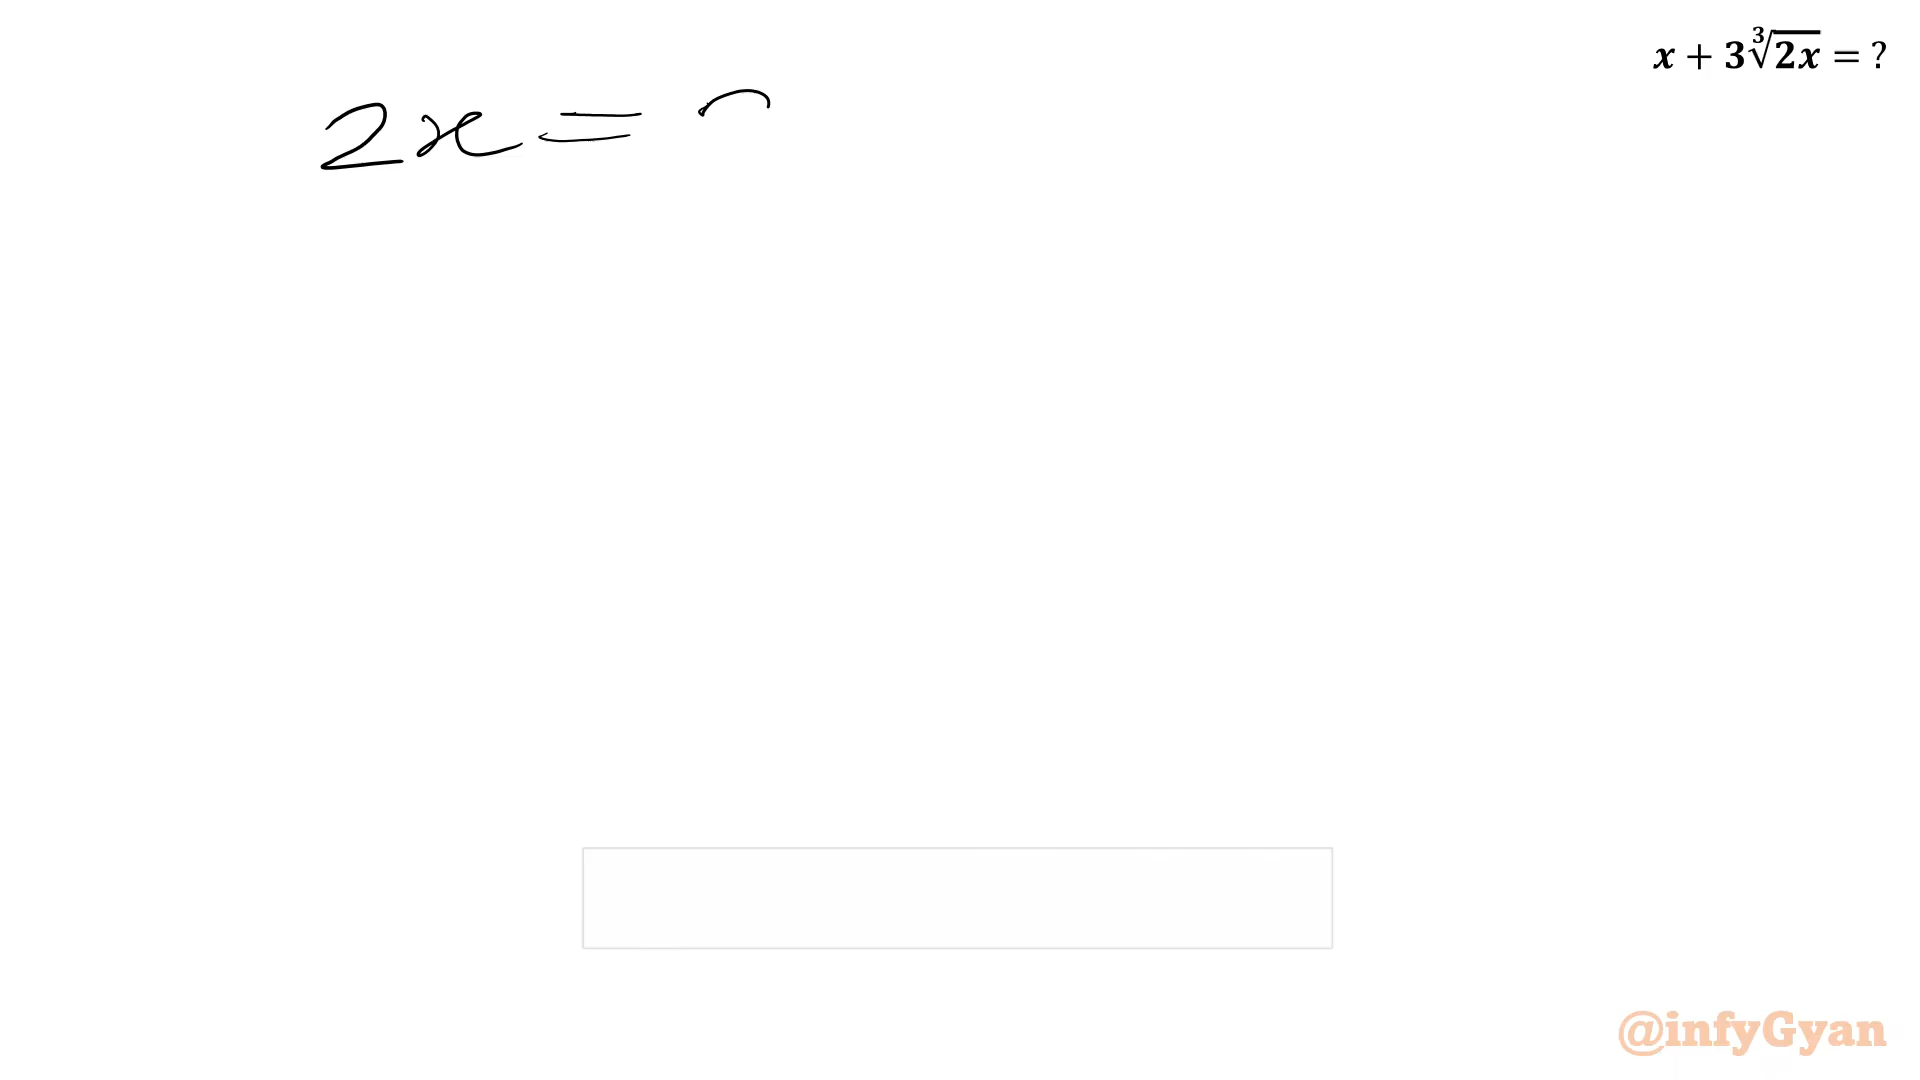 x + 3∛2x = ?
2x =
@infyGyan